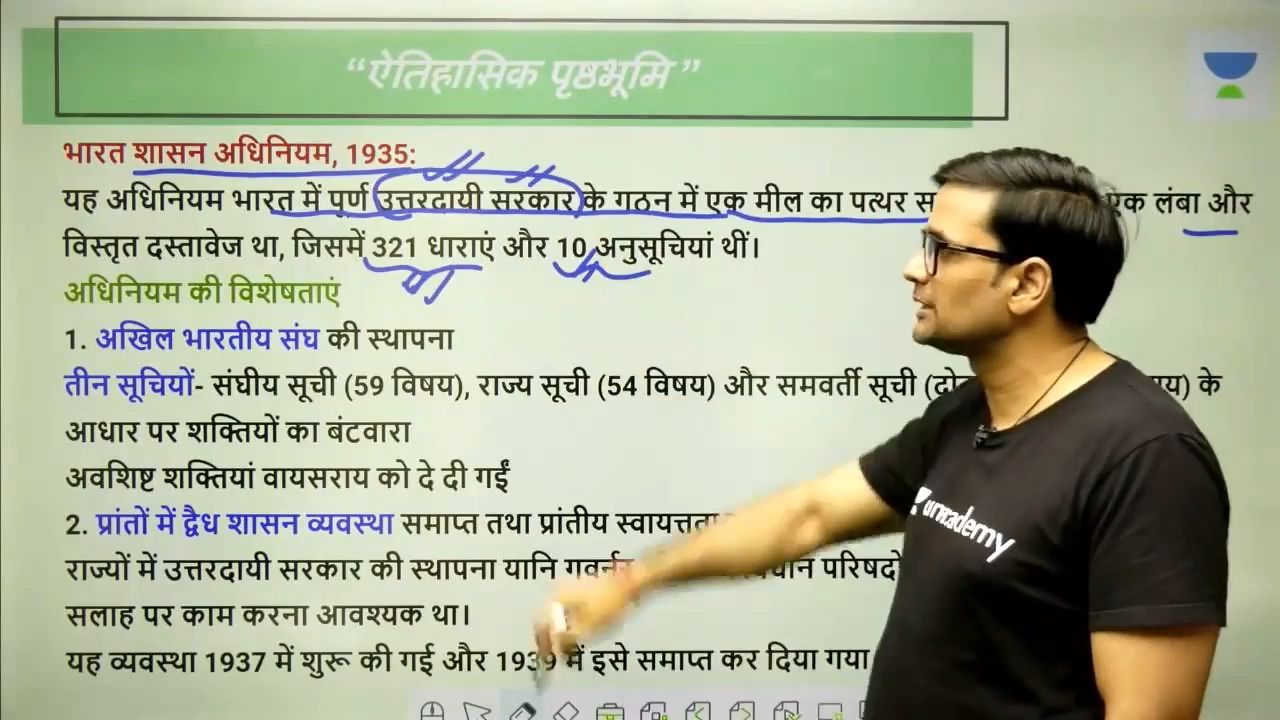 “ऐतिहासिक पृष्ठभूमि”
भारत शासन अधिनियम, 1935:
यह अधिनियम भारत में पूर्ण उत्तरदायी सरकार के गठन में एक मील का पत्थर एक लंबा और
विस्तृत दस्तावेज था, जिसमें 321 धाराएं और 10 अनुसूचियां थीं।
अधिनियम की विशेषताएं
1. अखिल भारतीय संघ की स्थापना
तीन सूचियों- संघीय सूची (59 विषय), राज्य सूची (54 विषय) और समवर्ती सूची के
आधार पर शक्तियों का बंटवारा
अवशिष्ट शक्तियां वायसराय को दे दी गईं
2. प्रांतों में द्वैध शासन व्यवस्था समाप्त तथा प्रांतीय
राज्यों में उत्तरदायी सरकार की स्थापना यानि
सलाह पर काम करना आवश्यक था।
यह व्यवस्था 1937 में शुरू की गई और 1939 में इसे समाप्त कर दिया गया
unacademy